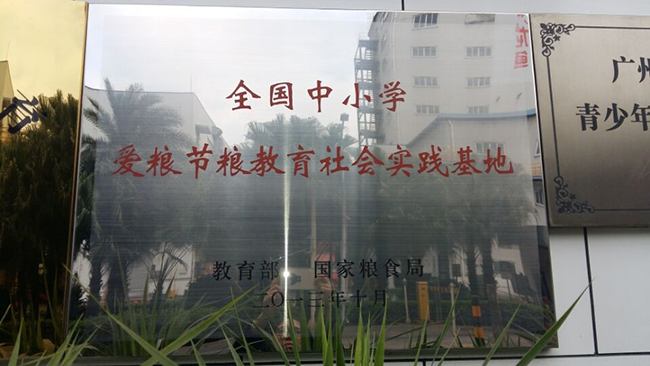 全国中小学
爱粮节粮教育社会实践基地
教育部 国家粮食局
二〇一三年十月
广州
青少年